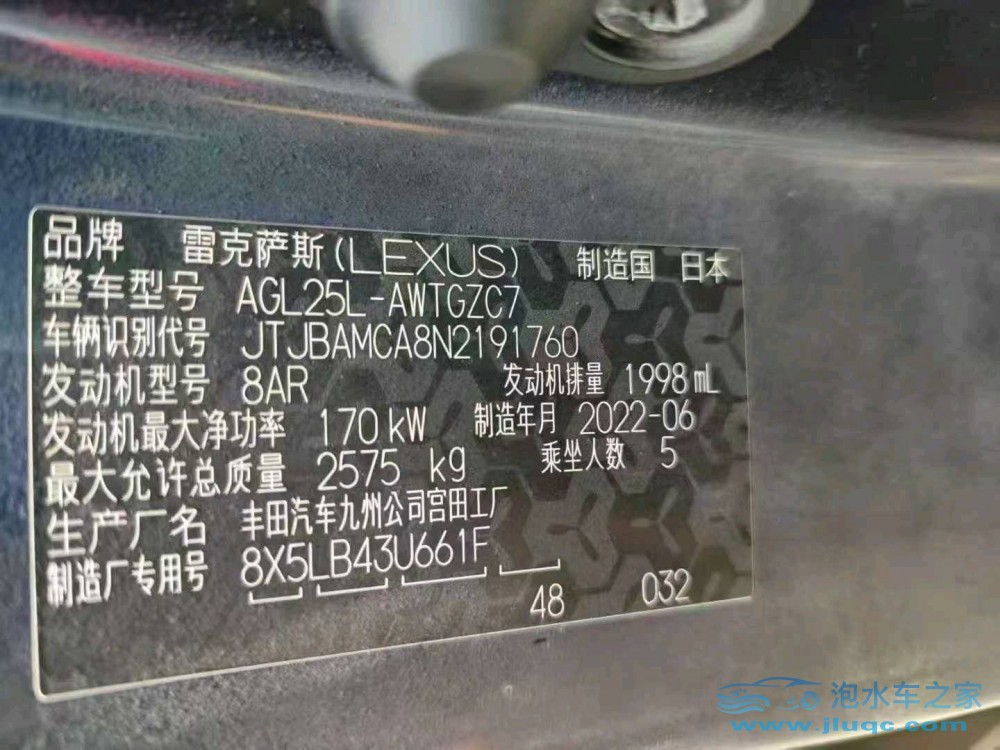 品牌 雷克萨斯(LEXUS) 制造国 日本
整车型号 AGL25L-AWTGZC7
车辆识别代号 JTJBAMCA8N2191760
发动机型号 8AR 发动机排量 1998mL
发动机最大净功率 170kW 制造年月 2022-06
最大允许总质量 2575 kg 乘坐人数 5
生产厂名 丰田汽车九州公司宫田工厂
制造厂专用号 8X5LB43U661F
48 032
泡水车之家
www.jluqc.com